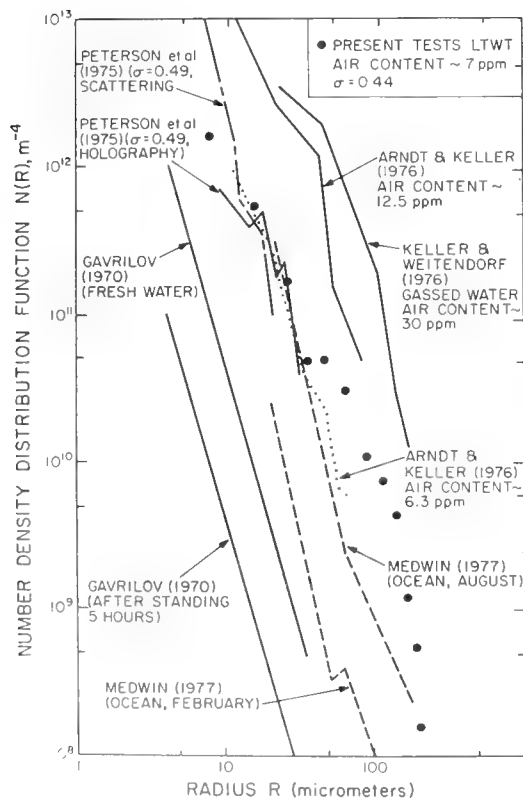 10^13
PETERSON et al
(1975) (σ=0.49,
SCATTERING)
PETERSON et al
(1975)(σ=0.49,
HOLOGRAPHY)
● PRESENT TESTS LTWT
AIR CONTENT ~ 7 ppm
σ = 0.44
10^12
ARNDT & KELLER
(1976)
AIR CONTENT ~
12.5 ppm
GAVRILOV
(1970)
(FRESH WATER)
KELLER &
WEITENDORF
(1976)
GASSED WATER
AIR CONTENT~
30 ppm
10^11
NUMBER DENSITY DISTRIBUTION FUNCTION N(R), m^-4
10^10
ARNDT &
KELLER (1976)
AIR CONTENT~
6.3 ppm
GAVRILOV (1970)
(AFTER STANDING
5 HOURS)
MEDWIN (1977)
(OCEAN, AUGUST)
10^9
MEDWIN (1977)
(OCEAN, FEBRUARY)
0^8
1 10 100
RADIUS R (micrometers)